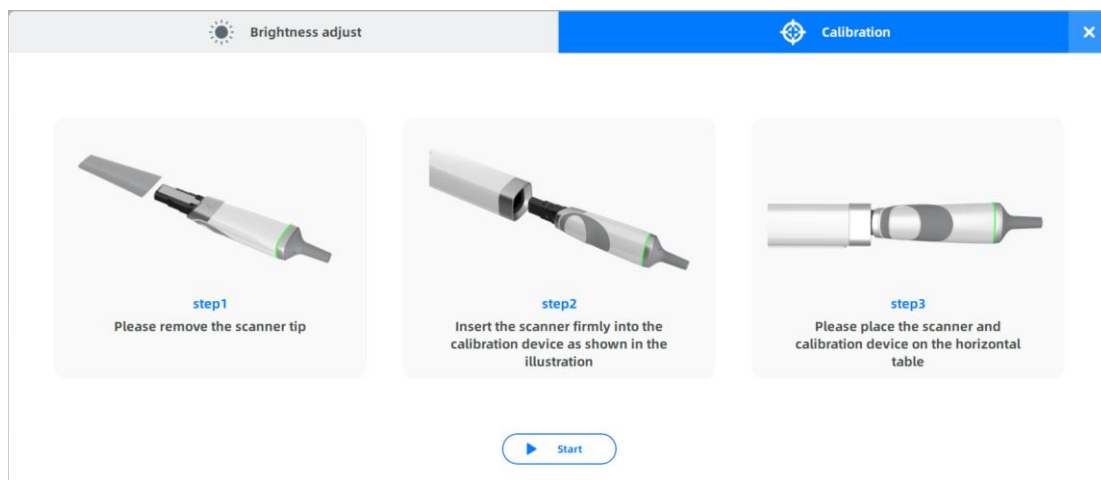 Brightness adjust
Calibration
step1
Please remove the scanner tip
step2
Insert the scanner firmly into the
calibration device as shown in the
illustration
step3
Please place the scanner and
calibration device on the horizontal
table
Start